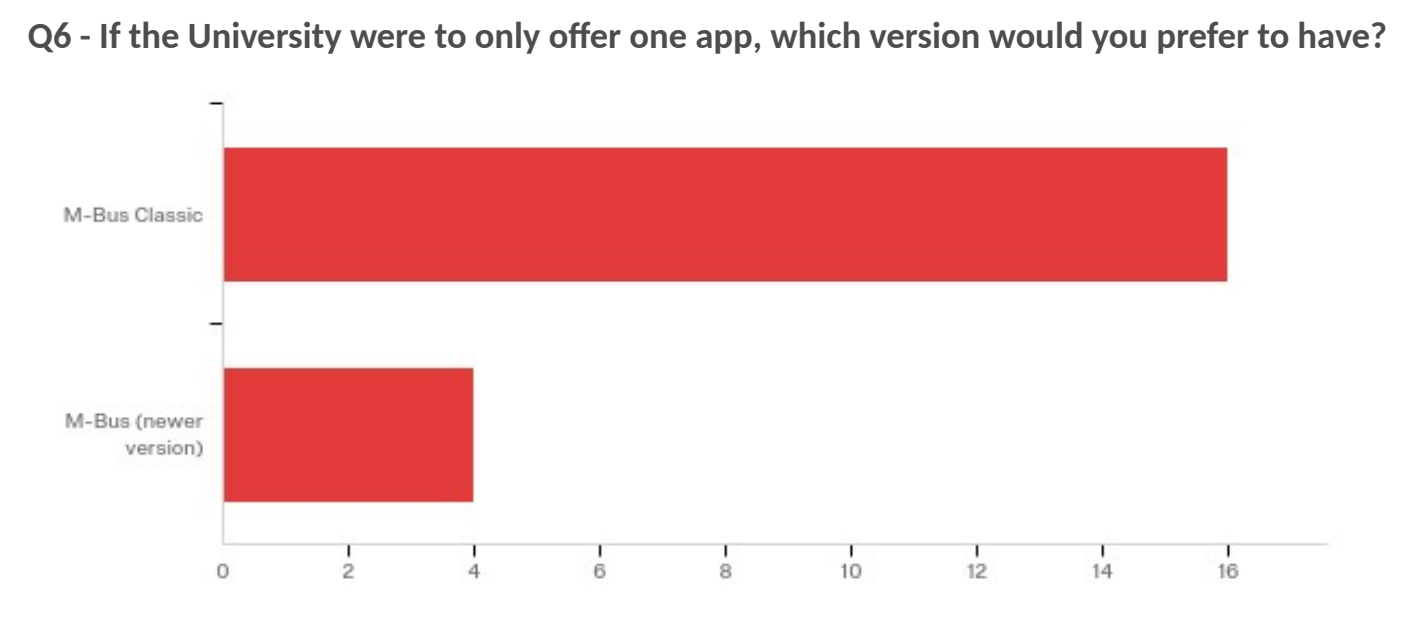 Q6 - If the University were to only offer one app, which version would you prefer to have?
M-Bus Classic
M-Bus (newer
version)
0 2 4 6 8 10 12 14 16